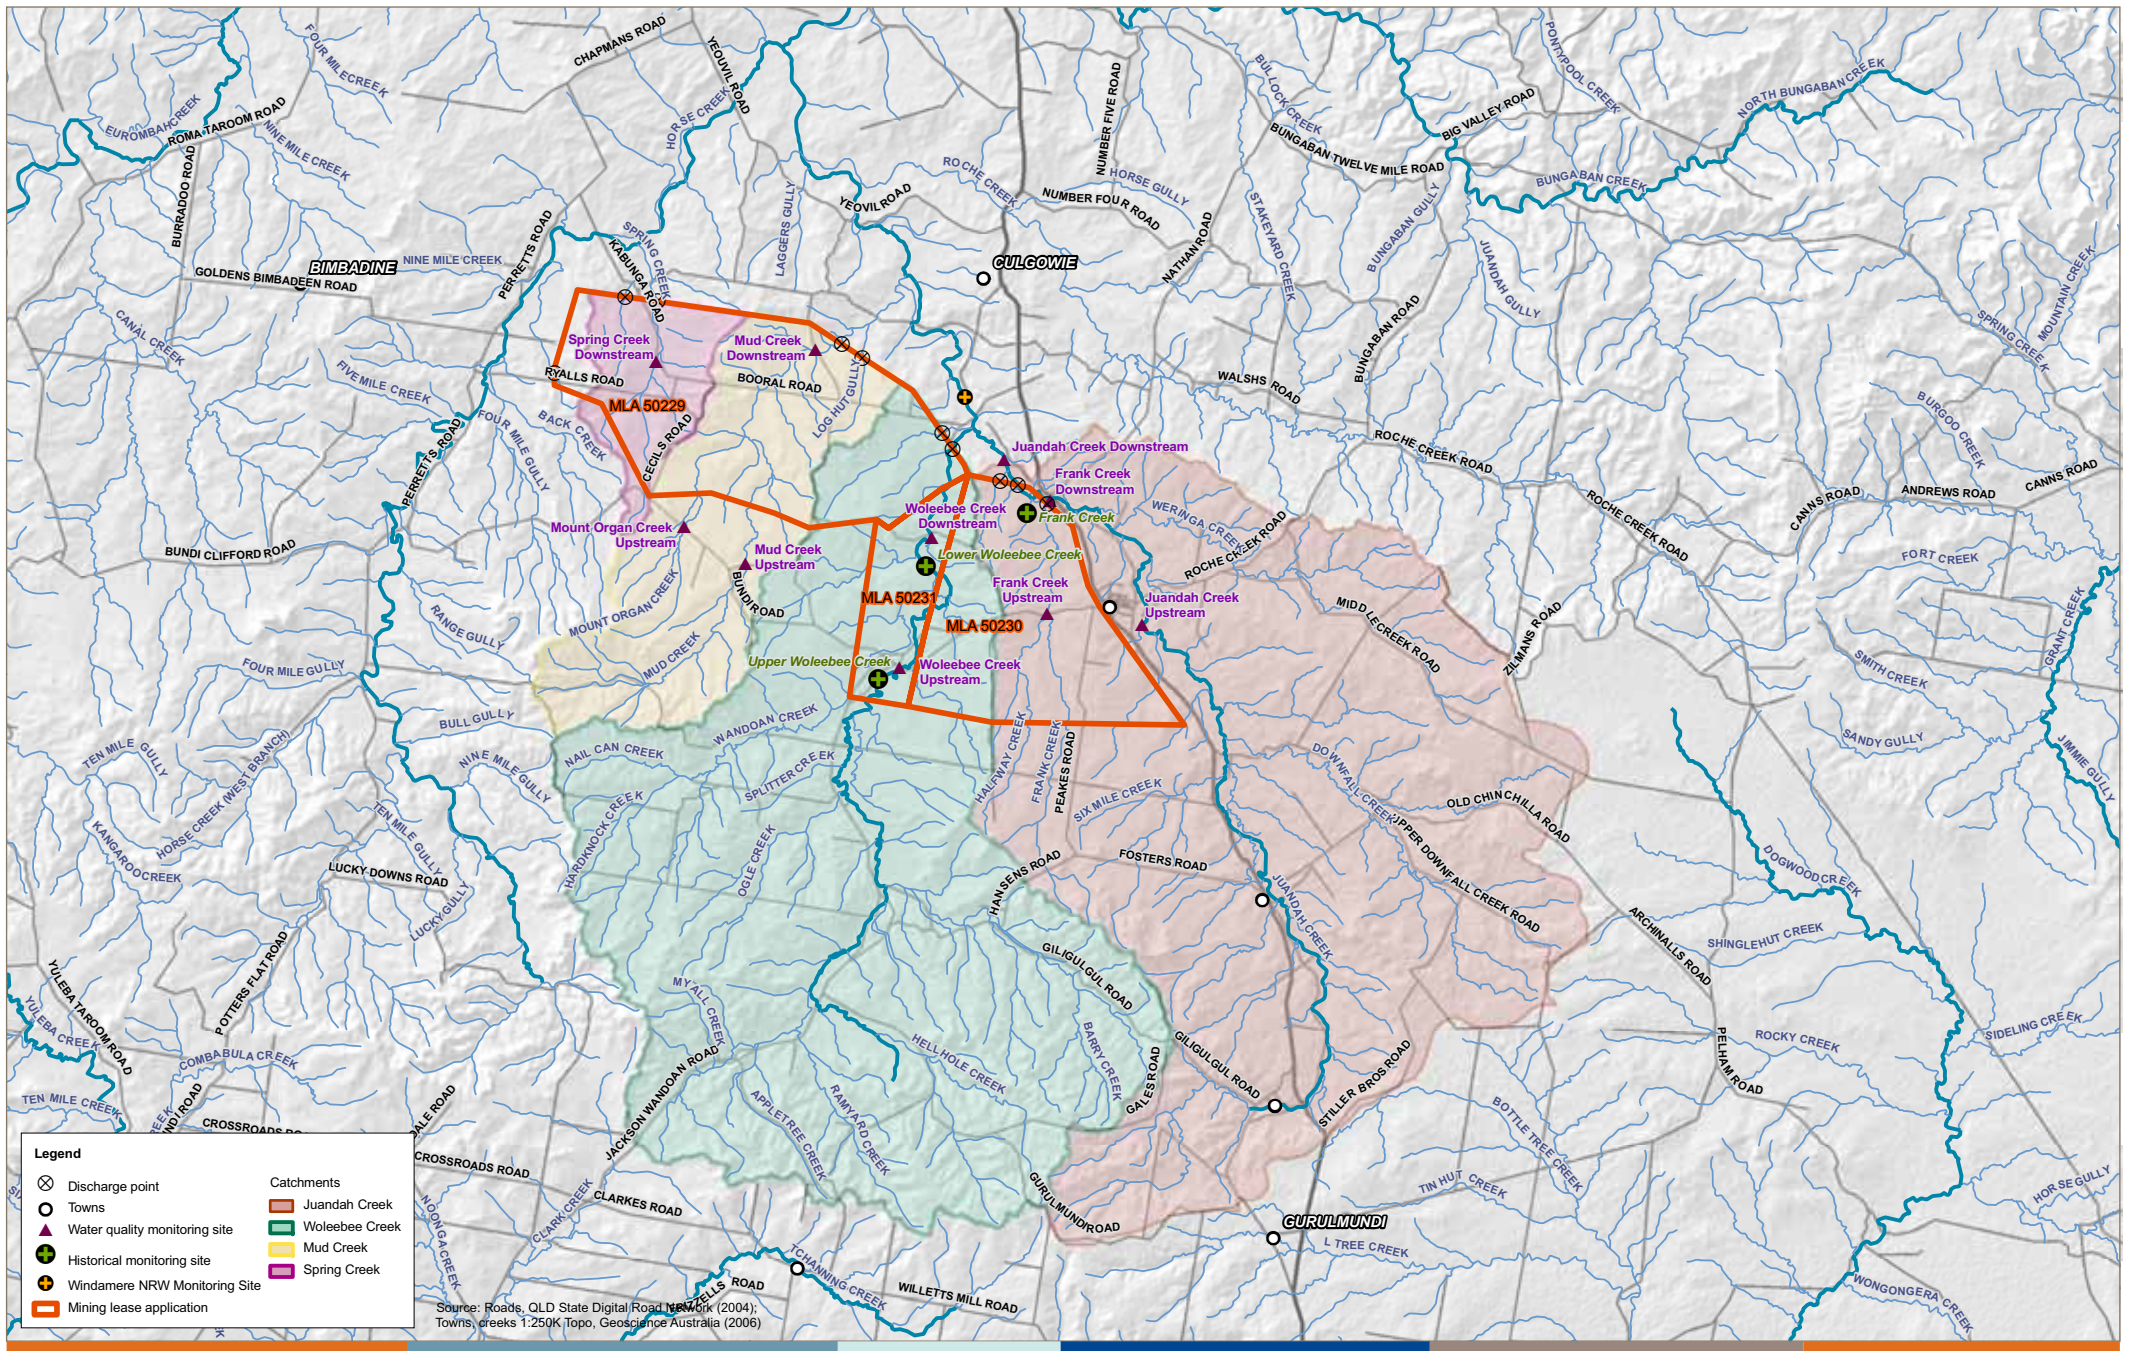 FOUR MILE CREEK
CHAPMANS ROAD
YEOUVIL ROAD
HORSE CREEK
EUROMBAH CREEK
ROMA TAROOM ROAD
NINE MILE CREEK
BURRADOO ROAD
NUMBER FIVE ROAD
BULLOCK CREEK
PONTYPOOL CREEK
BIG VALLEY ROAD
NORTH BUNGABAN CREEK
BUNGABAN TWELVE MILE ROAD
BUNGABAN CREEK
ROCHE CREEK
HORSE GULLY
NUMBER FOUR ROAD
YEOVIL ROAD
LAGGERS GULLY
SPRING CREEK
KABUNGA ROAD
PERRETTS ROAD
NINE MILE CREEK
BIMBADINE
GOLDENS BIMBADEEN ROAD
CULGOWIE
NATHAN ROAD
STAKEYARD CREEK
BUNGABAN GULLY
JUANDAH GULLY
MOUNTAIN CREEK
SPRING CREEK
BUNGABAN ROAD
CANAL CREEK
FIVE MILE CREEK
Spring Creek
Downstream
Mud Creek
Downstream
RYALLS ROAD
BOORAL ROAD
MLA 50229
LOG HUT GULLY
CECILS ROAD
BACK CREEK
FOUR MILE GULLY
PERRETTS ROAD
WALSHS ROAD
ROCHE CREEK ROAD
BURGOO CREEK
CANNS ROAD
ANDREWS ROAD
CANNS ROAD
ROCHE CREEK ROAD
Juandah Creek Downstream
Frank Creek
Downstream
Woleebee Creek
Downstream
Frank Creek
WERINGA CREEK
ROCHE CREEK ROAD
Mount Organ Creek
Upstream
Mud Creek
Upstream
Lower Woleebee Creek
BUNDI CLIFFORD ROAD
FORT CREEK
BUNDI ROAD
MLA 50231
Frank Creek
Upstream
Juandah Creek
Upstream
MLA 50230
MOUNT ORGAN CREEK
RANGE GULLY
MIDDLECREEK ROAD
ZILMANS ROAD
GRANT CREEK
FOUR MILE GULLY
MUD CREEK
Upper Woleebee Creek
Woleebee Creek
Upstream
SMITH CREEK
BULL GULLY
WANDOAN CREEK
NAIL CAN CREEK
SPLITTER CREEK
HALFWAY CREEK
FRANK CREEK
PEAKES ROAD
SIX MILE CREEK
DOWNFALL CREEK
SANDY GULLY
JIMMIE GULLY
TEN MILE GULLY
HORSE CREEK (WEST BRANCH)
NINE MILE GULLY
TEN MILE GULLY
KANGAROO CREEK
HARDKNOCK CREEK
OGLE CREEK
OLD CHINCHILLA ROAD
UPPER DOWNFALL CREEK ROAD
FOSTERS ROAD
HANSENS ROAD
LUCKY DOWNS ROAD
LUCKY GULLY
JUANDAH CREEK
DOGWOOD CREEK
ARCHINALLS ROAD
SHINGLEHUT CREEK
GILIGULGUL ROAD
POTTERS FLAT ROAD
YULEBA TAROOM ROAD
YULEBA CREEK
MYALL CREEK
HELLHOLE CREEK
BARRY CREEK
GILIGULGUL ROAD
GALES ROAD
STILLER BROS ROAD
ROCKY CREEK
SIDELING CREEK
PELHAM ROAD
COMBABULA CREEK
JACKSON WANDOAN ROAD
APPLETREE CREEK
RAMYARD CREEK
BOTTLE TREE CREEK
TEN MILE CREEK
CROSSROADS RO
NDI ROAD
REEK
DALE ROAD
CROSSROADS ROAD
CLARKES ROAD
CLARK CREEK
NOONGA CREEK
GURULMUNDI ROAD
GURULMUNDI
L TREE CREEK
TIN HUT CREEK
HORSE GULLY
WONGONGERA CREEK
TCHANNING CREEK
WILLETTS MILL ROAD
ROAD
Legend
Discharge point
Towns
Water quality monitoring site
Historical monitoring site
Windamere NRW Monitoring Site
Mining lease application
Catchments
Juandah Creek
Woleebee Creek
Mud Creek
Spring Creek
Source: Roads, QLD State Digital Road Network (2004);
Towns, creeks 1:250K Topo, Geoscience Australia (2006)